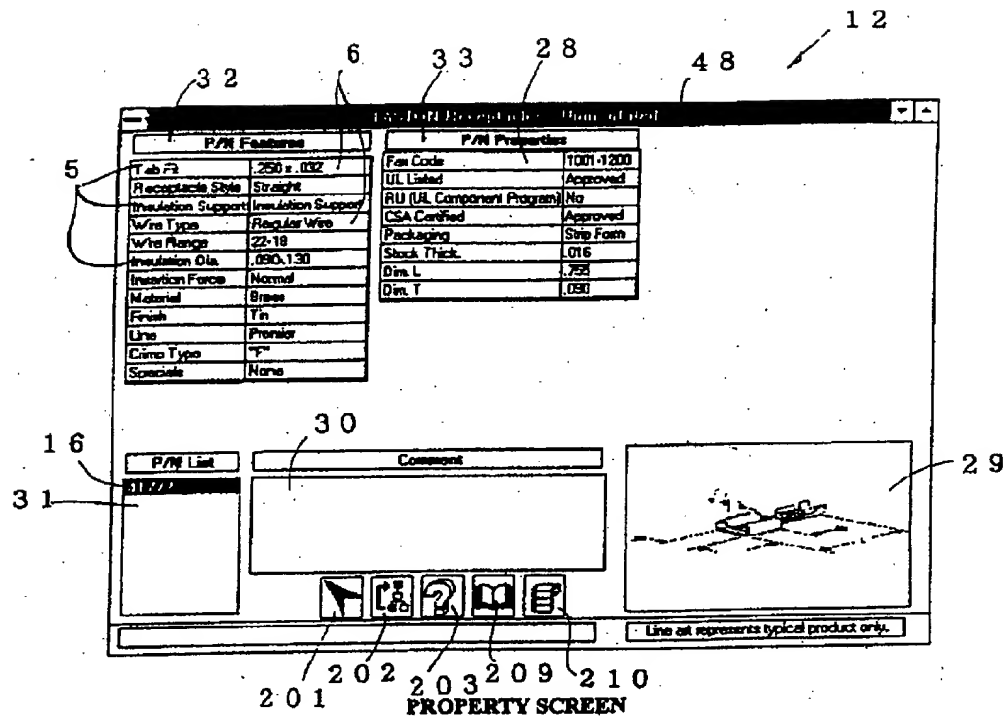 12
32
6
33
28
48
Receptacles
P/N Features
P/N Properties
5
Tab Fit .250 x .032
Receptacle Style Straight
Insulation Support Insulation Support
Wire Type Regular Wire
Wire Range 22-18
Insulation Dia. .090-.130
Insertion Force Normal
Material Brass
Finish Tin
Line Premier
Crimp Type "F"
Specials None
Fax Code 1001-1200
UL Listed Approved
RU (UL Component Program) No
CSA Certified Approved
Packaging Strip Form
Stock Thick. .016
Dim. L .755
Dim. T .090
16
30
P/N List
Comment
31
29
Line art represents typical product only.
201
202
203
209
210
PROPERTY SCREEN